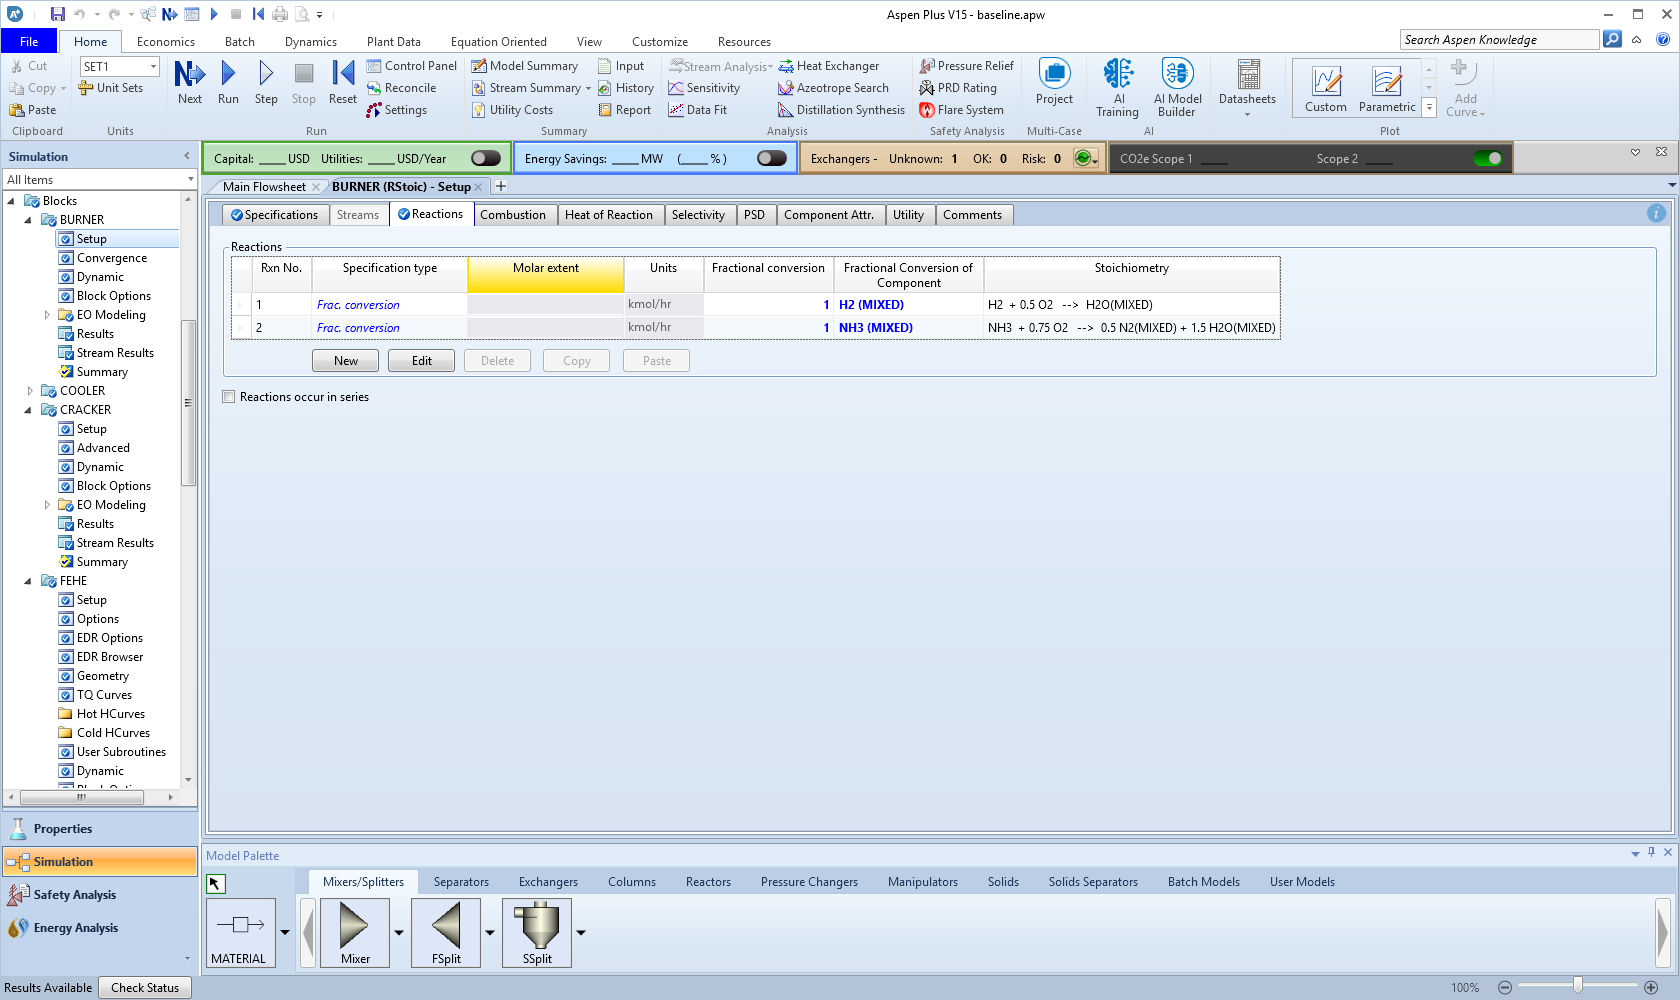 Aspen Plus V15 - baseline.apw
File Home Economics Batch Dynamics Plant Data Equation Oriented View Customize Resources Search Aspen Knowledge
Cut SET1 Control Panel Model Summary Input Stream Analysis Heat Exchanger Pressure Relief
Copy Unit Sets Reconcile Stream Summary History Sensitivity Azeotrope Search PRD Rating
Paste Next Run Step Stop Reset Settings Utility Costs Report Data Fit Distillation Synthesis Flare System Project AI Training AI Model Builder Datasheets Custom Parametric Add Curve
Clipboard Units Run Summary Analysis Safety Analysis Multi-Case AI Plot
Simulation
Capital: ____ USD Utilities: ____ USD/Year Energy Savings: ____ MW (____ %) Exchangers - Unknown: 1 OK: 0 Risk: 0 CO2e Scope 1 ____ Scope 2 ____
All Items
Main Flowsheet BURNER (RStoic) - Setup
Blocks
BURNER
Setup
Convergence
Dynamic
Block Options
EO Modeling
Results
Stream Results
Summary
COOLER
CRACKER
Setup
Advanced
Dynamic
Block Options
EO Modeling
Results
Stream Results
Summary
FEHE
Setup
Options
EDR Options
EDR Browser
Geometry
TQ Curves
Hot HCurves
Cold HCurves
User Subroutines
Dynamic
Block Options
Specifications Streams Reactions Combustion Heat of Reaction Selectivity PSD Component Attr. Utility Comments
Reactions
Rxn No. Specification type Molar extent Units Fractional conversion Fractional Conversion of Component Stoichiometry
1 Frac. conversion kmol/hr 1 H2 (MIXED) H2 + 0.5 O2 --> H2O(MIXED)
2 Frac. conversion kmol/hr 1 NH3 (MIXED) NH3 + 0.75 O2 --> 0.5 N2(MIXED) + 1.5 H2O(MIXED)
New Edit Delete Copy Paste
Reactions occur in series
Properties
Simulation
Safety Analysis
Energy Analysis
Model Palette
Mixers/Splitters Separators Exchangers Columns Reactors Pressure Changers Manipulators Solids Solids Separators Batch Models User Models
MATERIAL Mixer FSplit SSplit
Results Available Check Status 100%